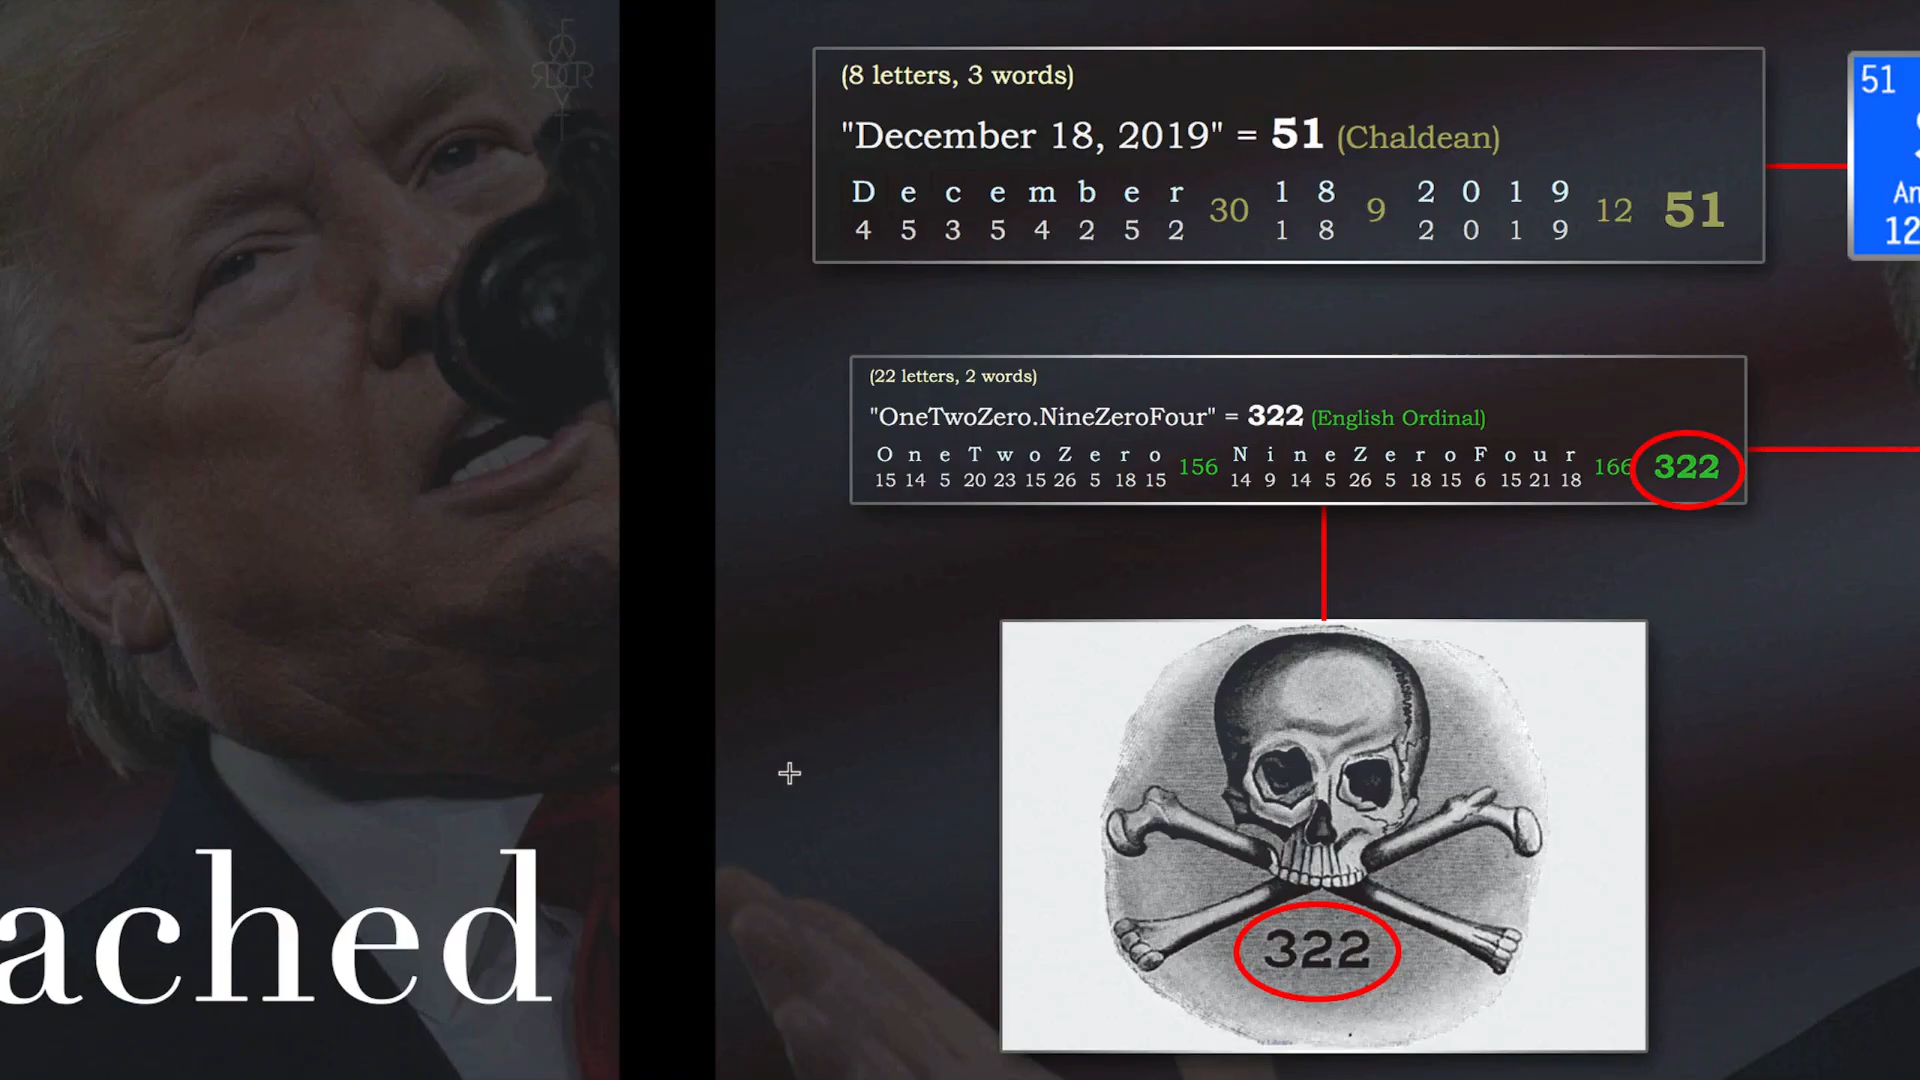 (8 letters, 3 words)
"December 18, 2019" = 51 (Chaldean)
D e c e m b e r 30 1 8 9 2 0 1 9 12 51
4 5 3 5 4 2 5 2 1 8 2 0 1 9
51
An
12
(22 letters, 2 words)
"OneTwoZero.NineZeroFour" = 322 (English Ordinal)
O n e T w o Z e r o 156 N i n e Z e r o F o u r 166 322
15 14 5 20 23 15 26 5 18 15 14 9 14 5 26 5 18 15 6 15 21 18
322
ached